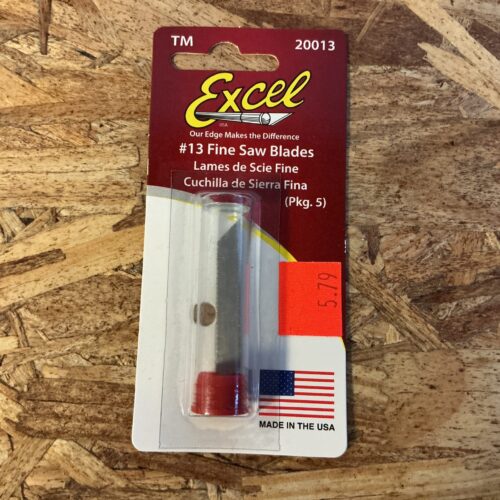 TM 20013
Excel
USA
Our Edge Makes the Difference
#13 Fine Saw Blades
Lames de Scie Fine
Cuchilla de Sierra Fina
(Pkg. 5)
5.79
MADE IN THE USA